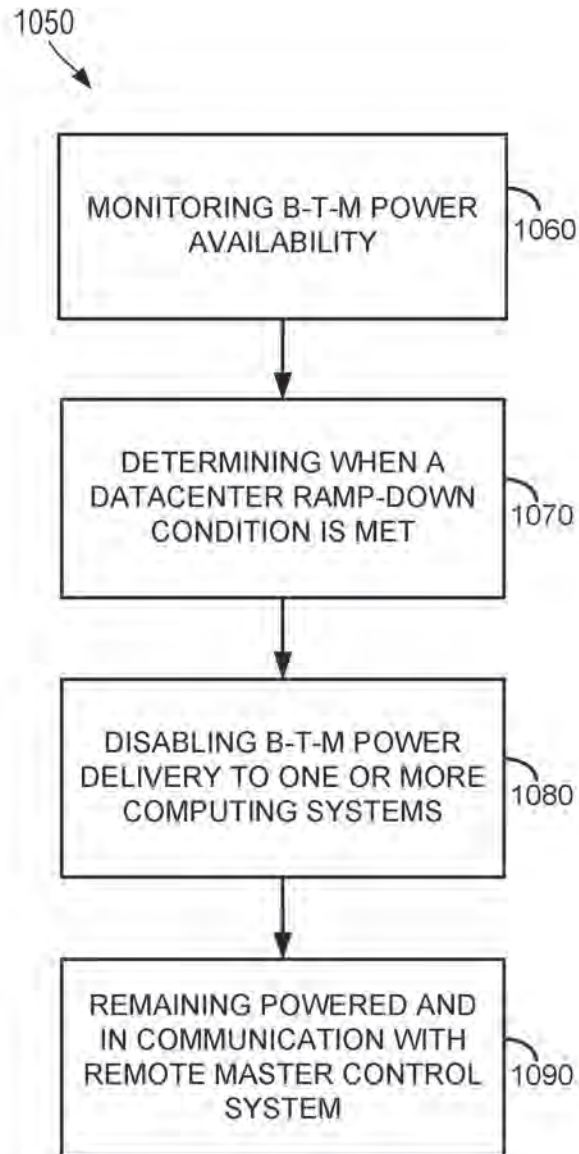 1050
MONITORING B-T-M POWER
AVAILABILITY
1060
DETERMINING WHEN A
DATACENTER RAMP-DOWN
CONDITION IS MET
1070
DISABLING B-T-M POWER
DELIVERY TO ONE OR MORE
COMPUTING SYSTEMS
1080
REMAINING POWERED AND
IN COMMUNICATION WITH
REMOTE MASTER CONTROL
SYSTEM
1090